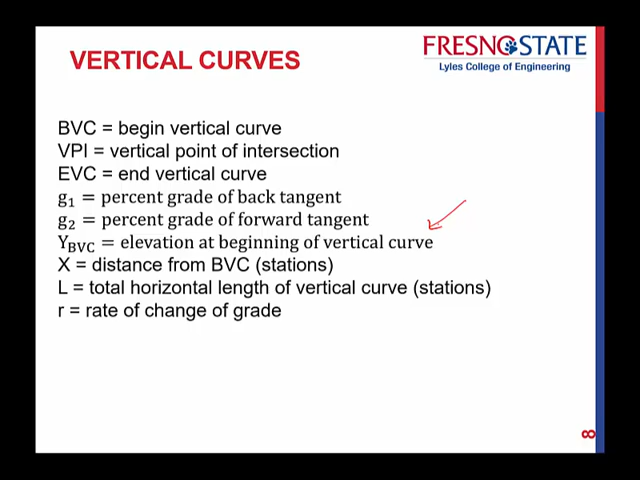 VERTICAL CURVES
FRESNO STATE
Lyles College of Engineering
BVC = begin vertical curve
VPI = vertical point of intersection
EVC = end vertical curve
g₁ = percent grade of back tangent
g₂ = percent grade of forward tangent
Y_BVC = elevation at beginning of vertical curve
X = distance from BVC (stations)
L = total horizontal length of vertical curve (stations)
r = rate of change of grade
8